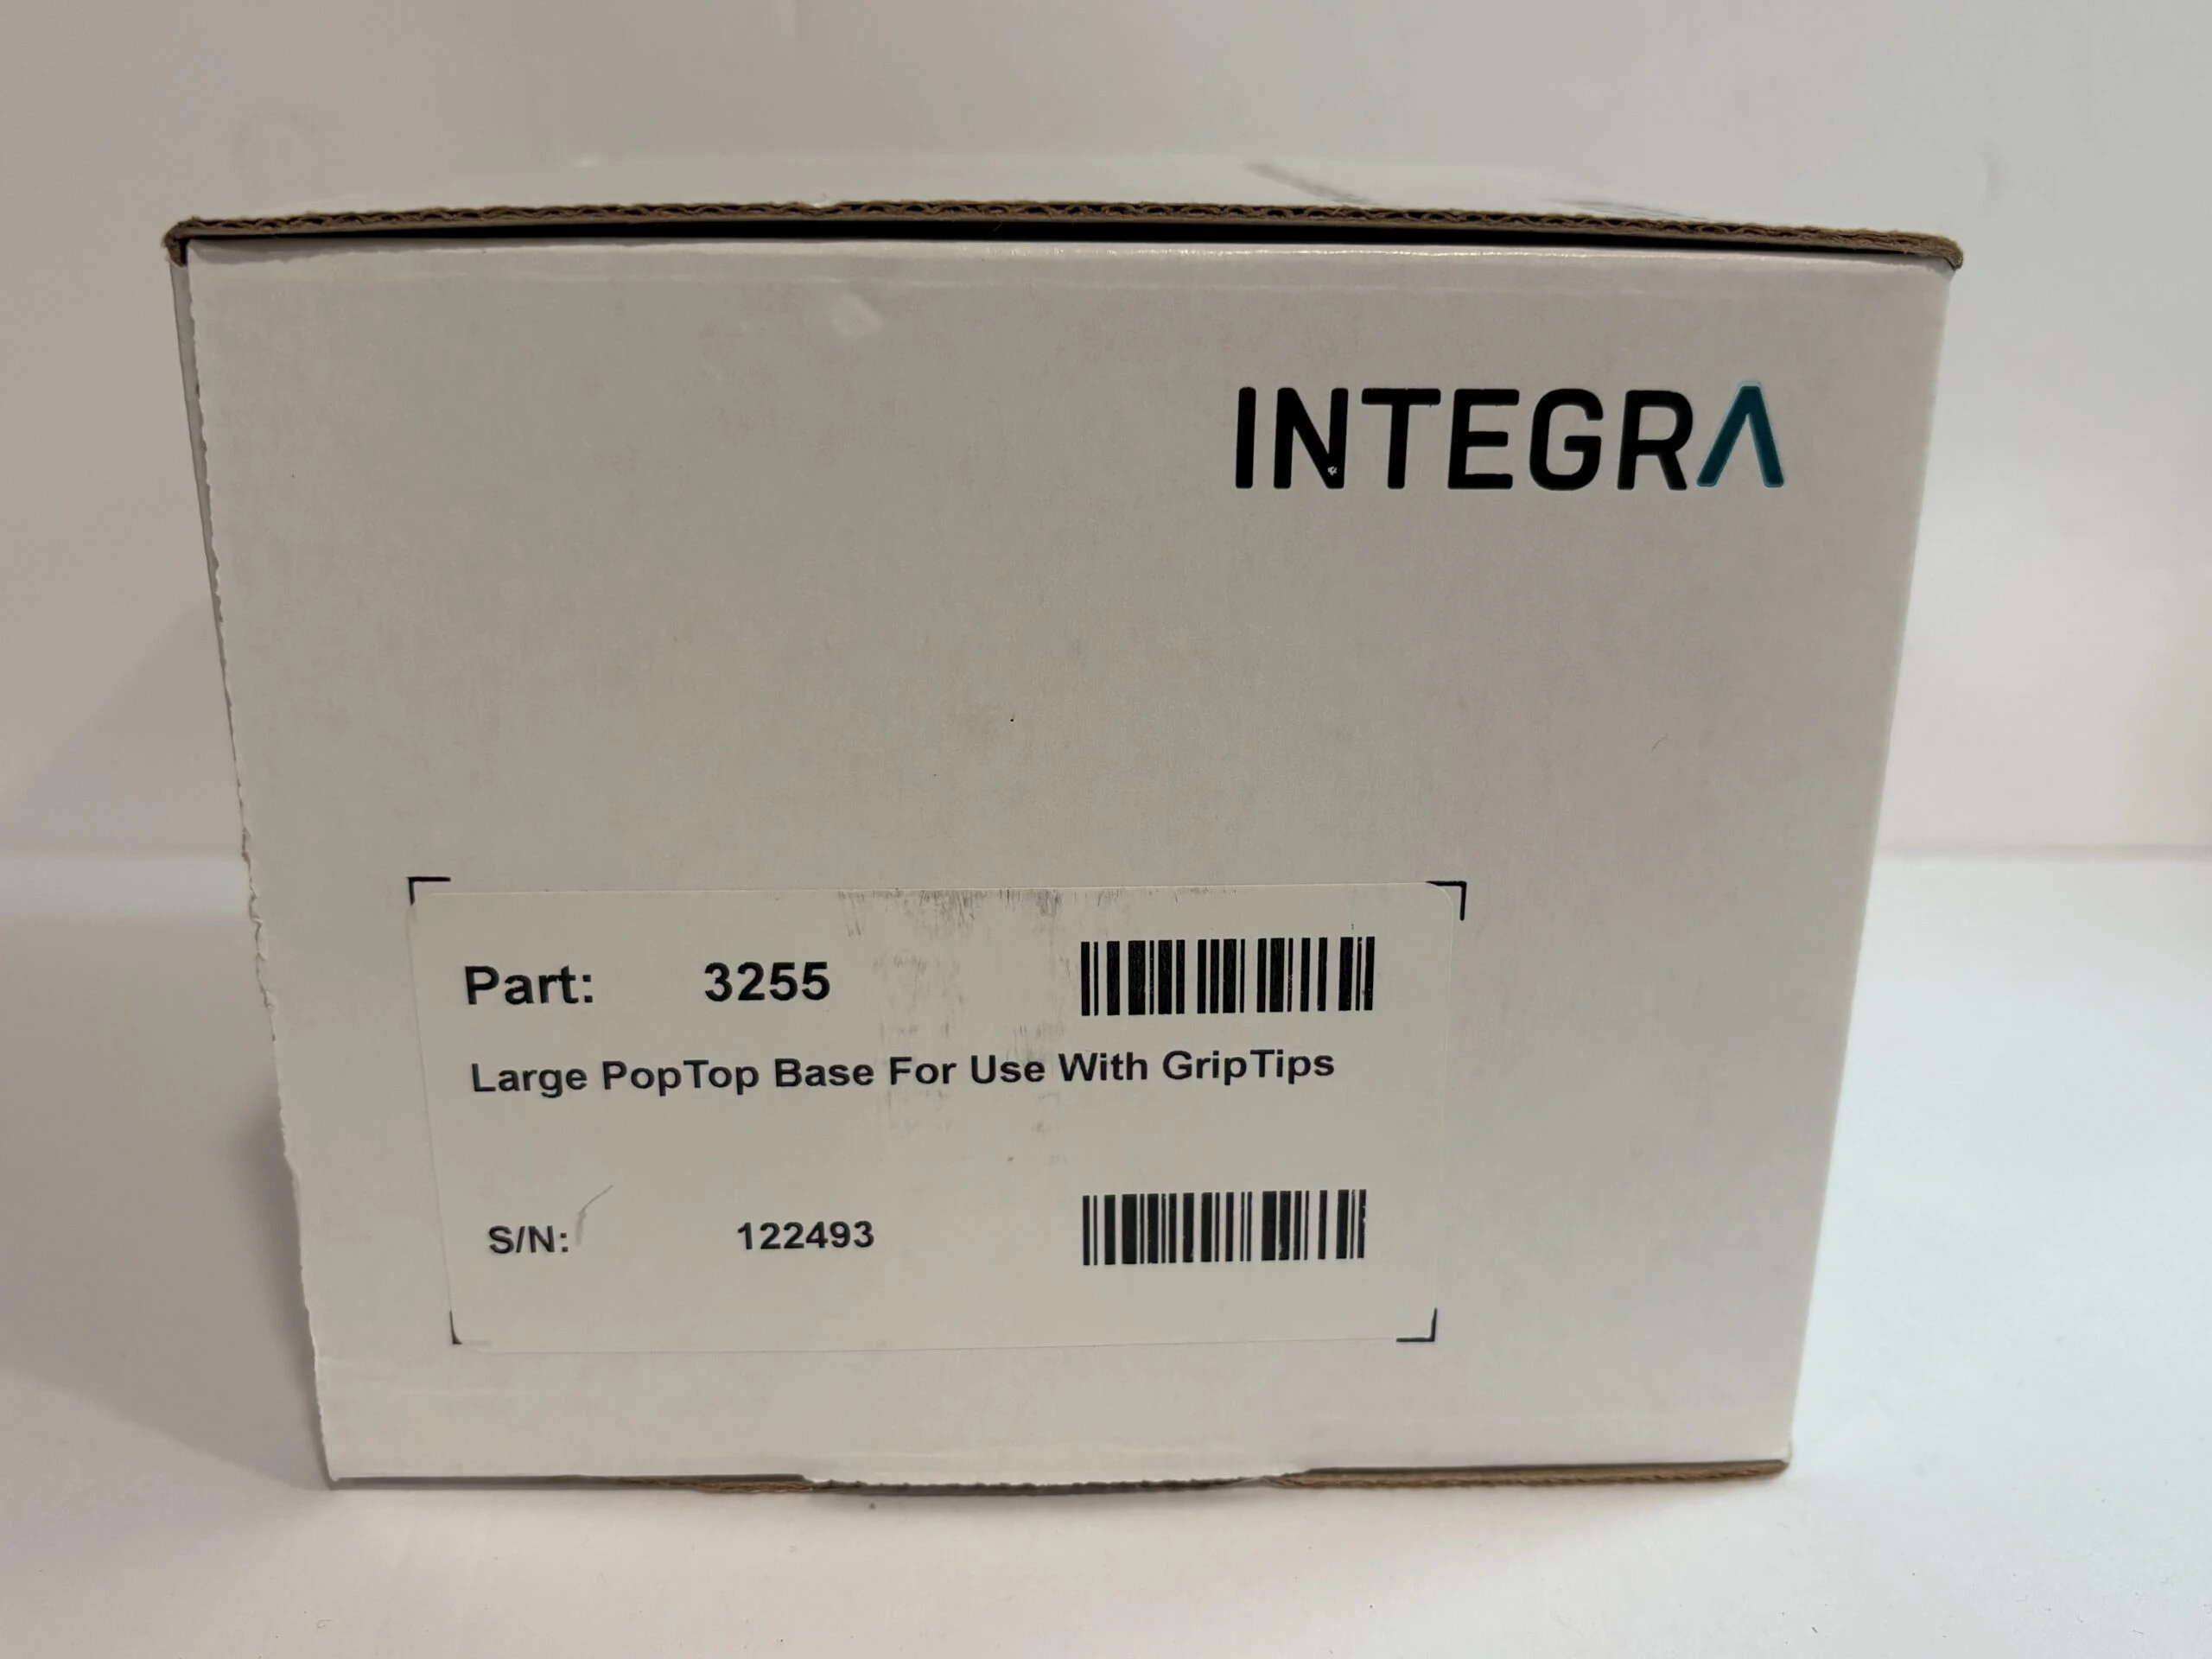 INTEGRA
Part: 3255
Large PopTop Base For Use With GripTips
S/N: 122493